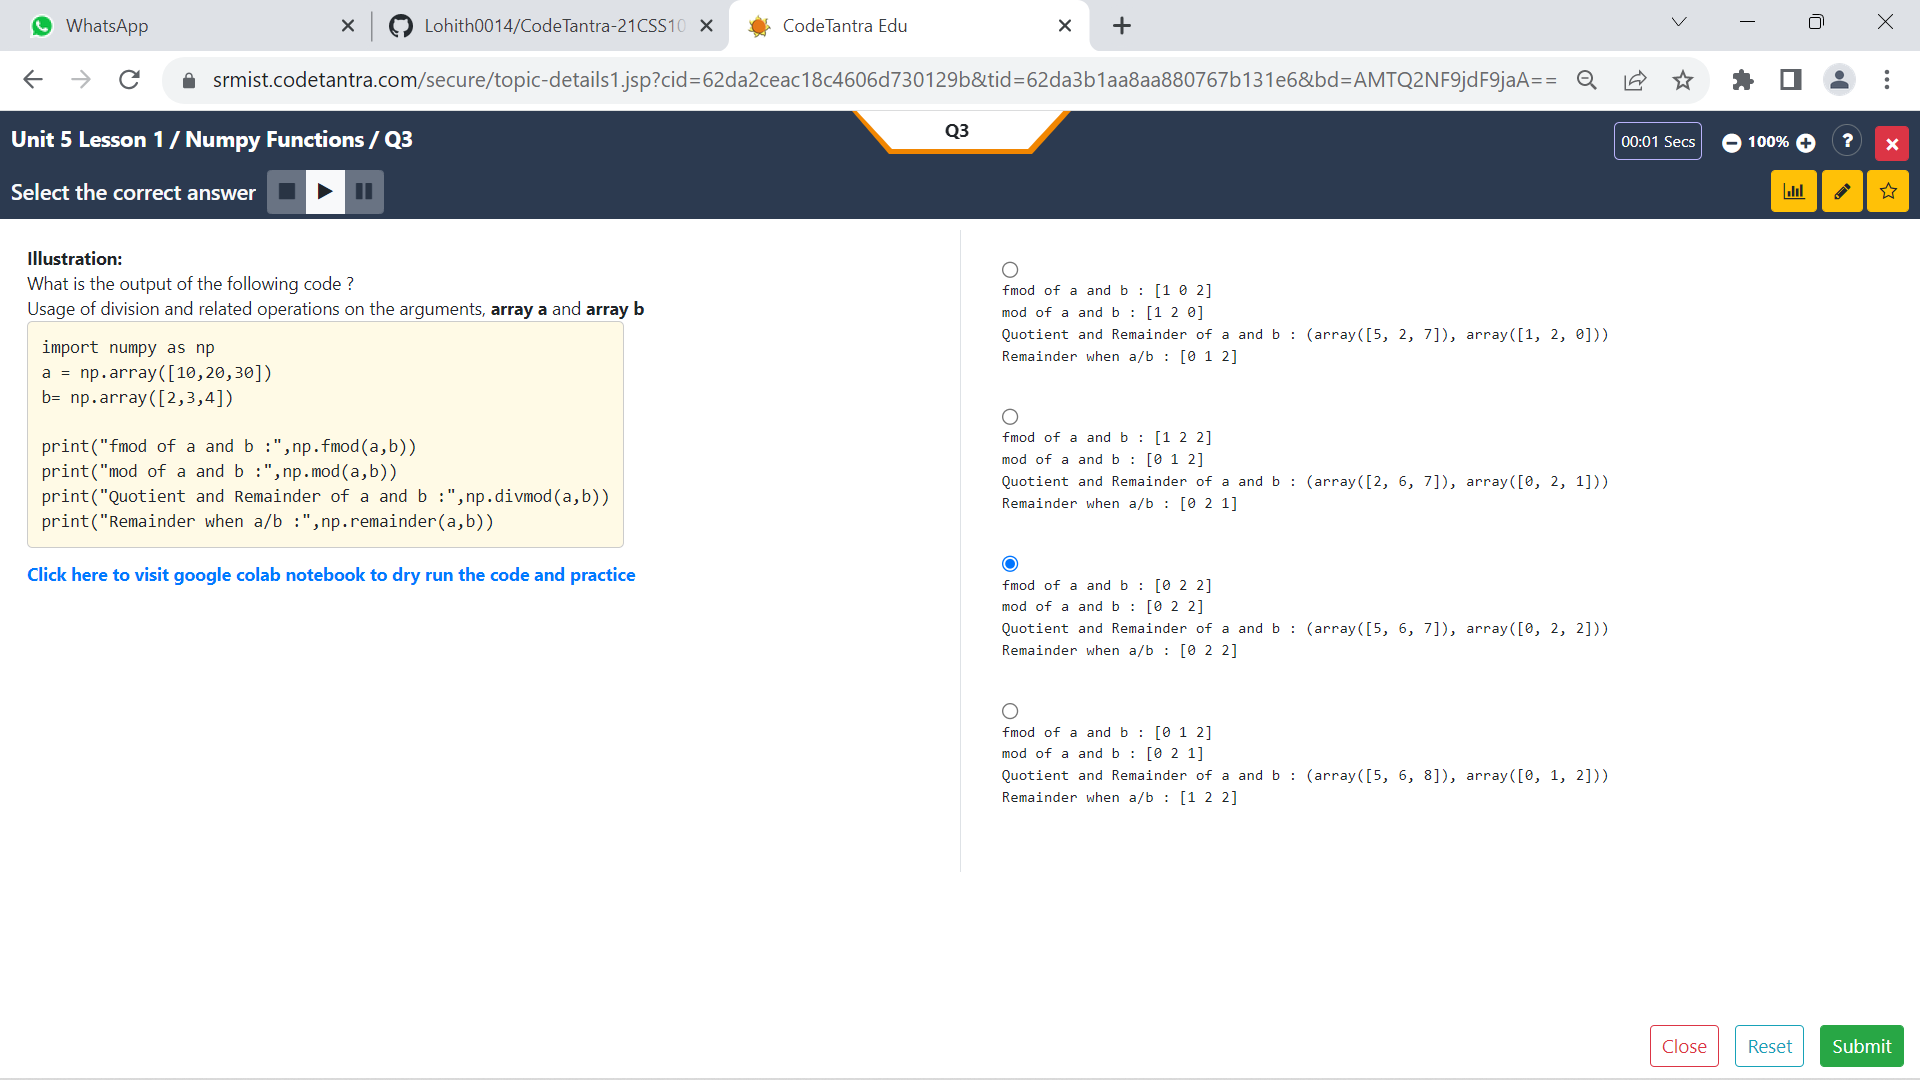 WhatsApp
Lohith0014/CodeTantra-21CSS10
CodeTantra Edu
srmist.codetantra.com/secure/topic-details1.jsp?cid=62da2ceac18c4606d730129b&tid=62da3b1aa8aa880767b131e6&bd=AMTQ2NF9jdF9jaA==
Unit 5 Lesson 1 / Numpy Functions / Q3
Q3
00:01 Secs
100%
?
Select the correct answer
Illustration:
What is the output of the following code ?
Usage of division and related operations on the arguments, array a and array b
import numpy as np
a = np.array([10,20,30])
b= np.array([2,3,4])
print("fmod of a and b :",np.fmod(a,b))
print("mod of a and b :",np.mod(a,b))
print("Quotient and Remainder of a and b :",np.divmod(a,b))
print("Remainder when a/b :",np.remainder(a,b))
Click here to visit google colab notebook to dry run the code and practice
fmod of a and b : [1 0 2]
mod of a and b : [1 2 0]
Quotient and Remainder of a and b : (array([5, 2, 7]), array([1, 2, 0]))
Remainder when a/b : [0 1 2]
fmod of a and b : [1 2 2]
mod of a and b : [0 1 2]
Quotient and Remainder of a and b : (array([2, 6, 7]), array([0, 2, 1]))
Remainder when a/b : [0 2 1]
fmod of a and b : [0 2 2]
mod of a and b : [0 2 2]
Quotient and Remainder of a and b : (array([5, 6, 7]), array([0, 2, 2]))
Remainder when a/b : [0 2 2]
fmod of a and b : [0 1 2]
mod of a and b : [0 2 1]
Quotient and Remainder of a and b : (array([5, 6, 8]), array([0, 1, 2]))
Remainder when a/b : [1 2 2]
Close
Reset
Submit